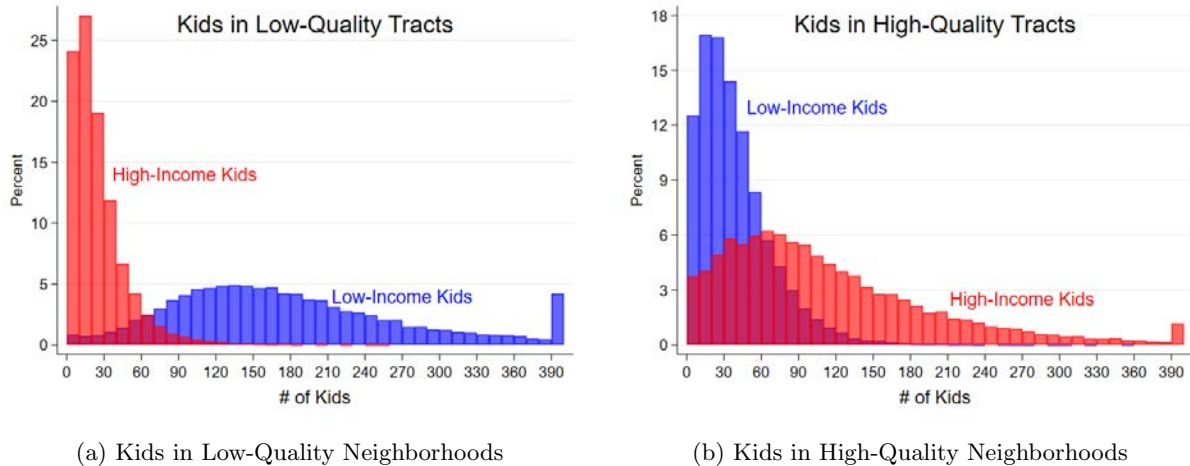 Kids in Low-Quality Tracts
25
20
15
10
5
0
Percent
High-Income Kids
Low-Income Kids
0 30 60 90 120 150 180 210 240 270 300 330 360 390
# of Kids
(a) Kids in Low-Quality Neighborhoods
Kids in High-Quality Tracts
18
15
12
9
6
3
0
Percent
Low-Income Kids
High-Income Kids
0 30 60 90 120 150 180 210 240 270 300 330 360 390
# of Kids
(b) Kids in High-Quality Neighborhoods